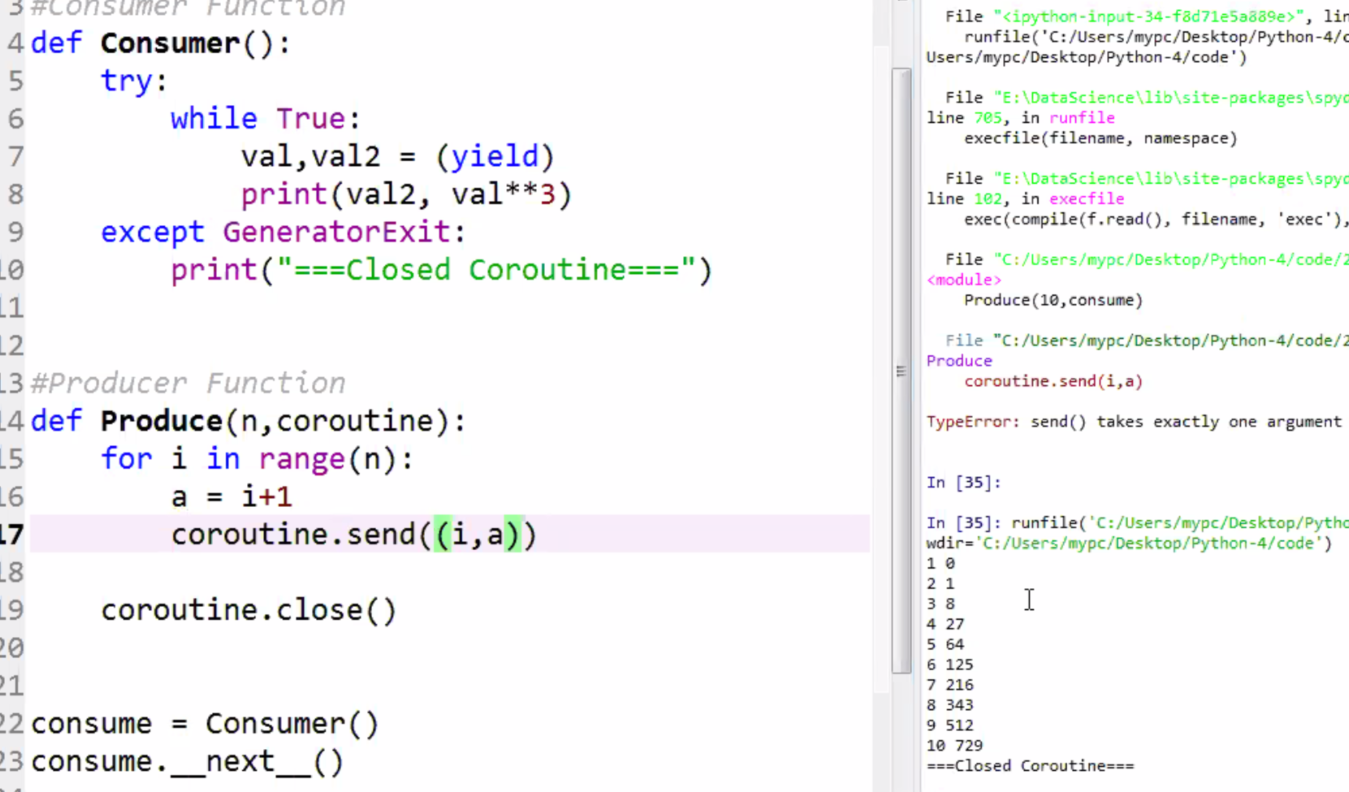 3 #Consumer Function
4 def Consumer():
5 try:
6 while True:
7 val,val2 = (yield)
8 print(val2, val**3)
9 except GeneratorExit:
10 print("===Closed Coroutine===")
11
12
13 #Producer Function
14 def Produce(n,coroutine):
15 for i in range(n):
16 a = i+1
17 coroutine.send((i,a))
18
19 coroutine.close()
20
21
22 consume = Consumer()
23 consume.__next__()
File "<ipython-input-34-f8d71e5a889e>", lin
runfile('C:/Users/mypc/Desktop/Python-4/c
Users/mypc/Desktop/Python-4/code')
File "E:\DataScience\lib\site-packages\spyd
line 705, in runfile
execfile(filename, namespace)
File "E:\DataScience\lib\site-packages\spyd
line 102, in execfile
exec(compile(f.read(), filename, 'exec'),
File "C:/Users/mypc/Desktop/Python-4/code/2
<module>
Produce(10,consume)
File "C:/Users/mypc/Desktop/Python-4/code/2
Produce
coroutine.send(i,a)
TypeError: send() takes exactly one argument
In [35]:
In [35]: runfile('C:/Users/mypc/Desktop/Pytho
wdir='C:/Users/mypc/Desktop/Python-4/code')
1 0
2 1
3 8
4 27
5 64
6 125
7 216
8 343
9 512
10 729
===Closed Coroutine===